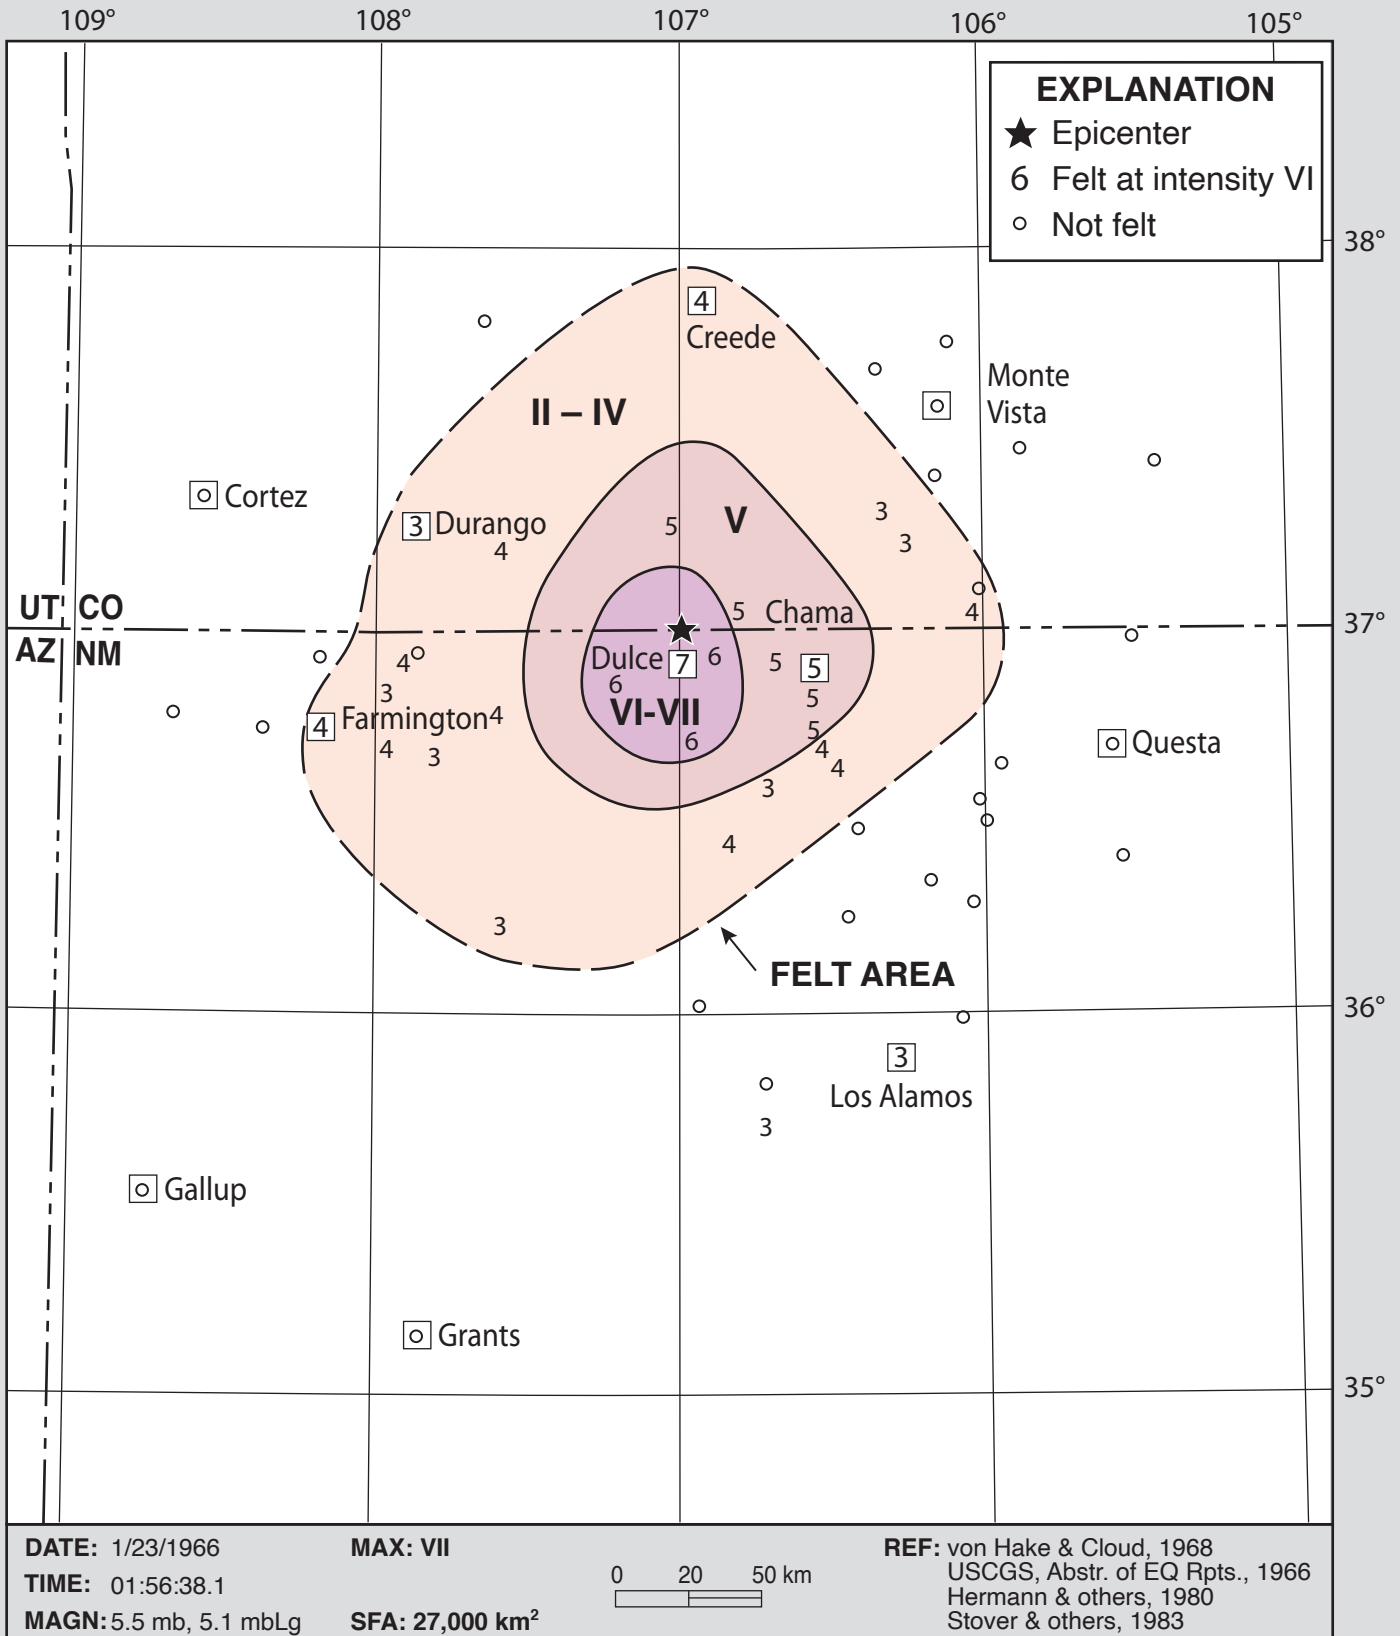 109° 108° 107° 106° 105°
EXPLANATION
Epicenter
6 Felt at intensity VI
Not felt
38°
4
Creede
Monte
Vista
II – IV
Cortez
3 Durango
4
5
V
3
3
UT CO
5 Chama
4
37°
AZ NM
4
Dulce 7 6 5 5
3
6
5
4 Farmington 4
VI-VII
5
4
3
6
4
4
Questa
3
4
3
FELT AREA
36°
3
Los Alamos
3
Gallup
Grants
35°
DATE: 1/23/1966
TIME: 01:56:38.1
MAGN: 5.5 mb, 5.1 mbLg
MAX: VII
SFA: 27,000 km²
0 20 50 km
REF: von Hake & Cloud, 1968
USCGS, Abstr. of EQ Rpts., 1966
Hermann & others, 1980
Stover & others, 1983